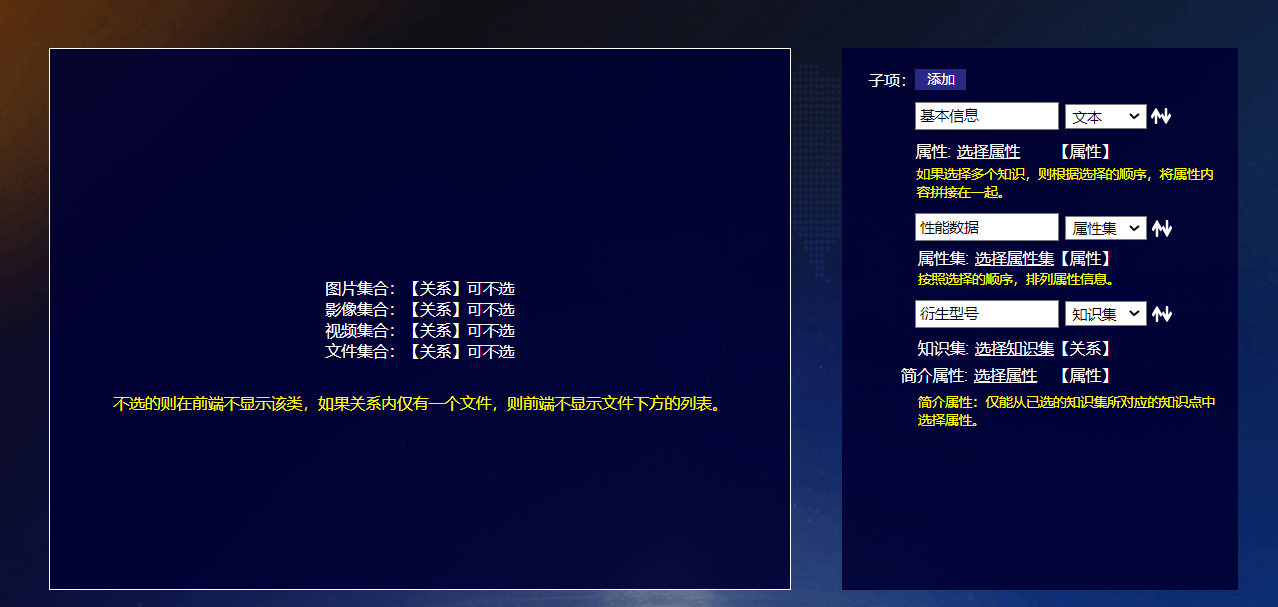 图片集合：【关系】可不选
影像集合：【关系】可不选
视频集合：【关系】可不选
文件集合：【关系】可不选
不选的则在前端不显示该类，如果关系内仅有一个文件，则前端不显示文件下方的列表。
子项： 添加
基本信息 文本
属性: 选择属性 【属性】
如果选择多个知识，则根据选择的顺序，将属性内
容拼接在一起。
性能数据 属性集
属性集: 选择属性集【属性】
按照选择的顺序，排列属性信息。
衍生型号 知识集
知识集: 选择知识集【关系】
简介属性: 选择属性 【属性】
简介属性：仅能从已选的知识集所对应的知识点中
选择属性。